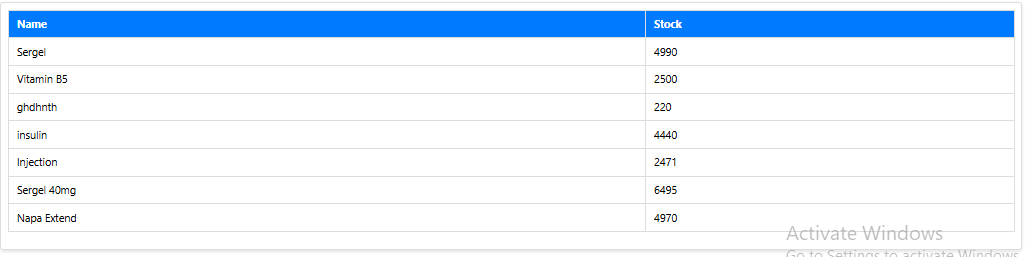 Name Stock
Sergel 4990
Vitamin B5 2500
ghdhnth 220
insulin 4440
Injection 2471
Sergel 40mg 6495
Napa Extend 4970
Activate Windows
Go to Settings to activate Windows